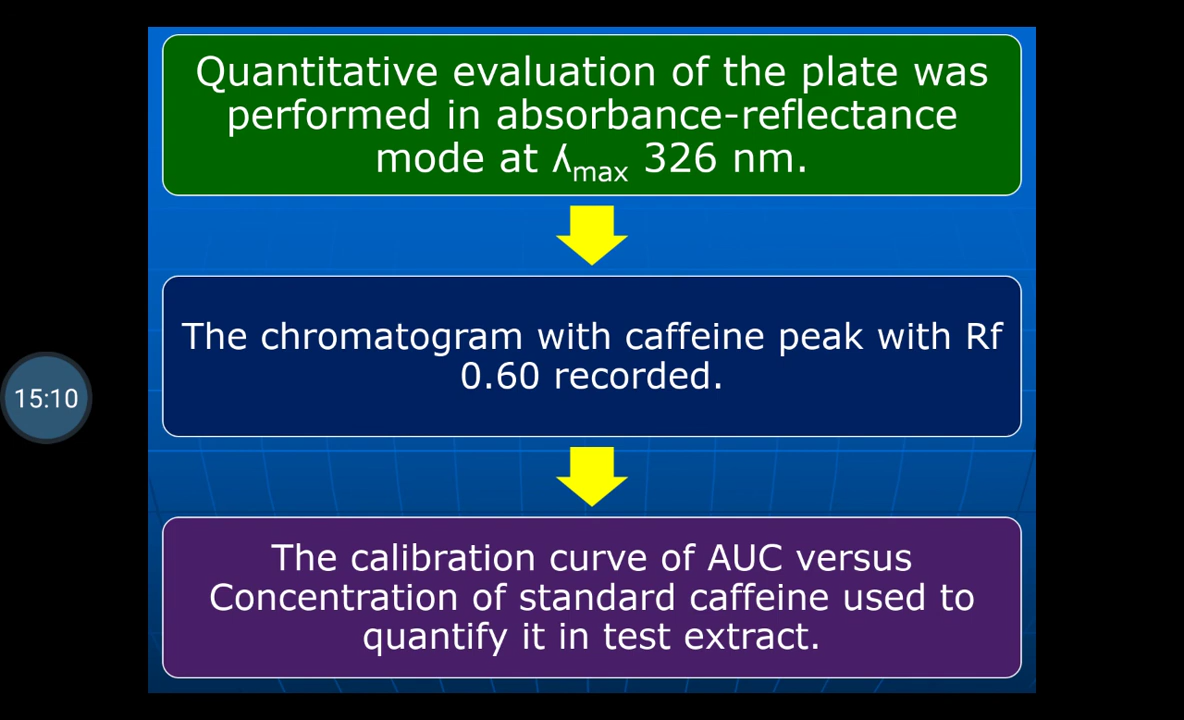 Quantitative evaluation of the plate was
performed in absorbance-reflectance
mode at ʎmax 326 nm.
The chromatogram with caffeine peak with Rf
0.60 recorded.
15:10
The calibration curve of AUC versus
Concentration of standard caffeine used to
quantify it in test extract.